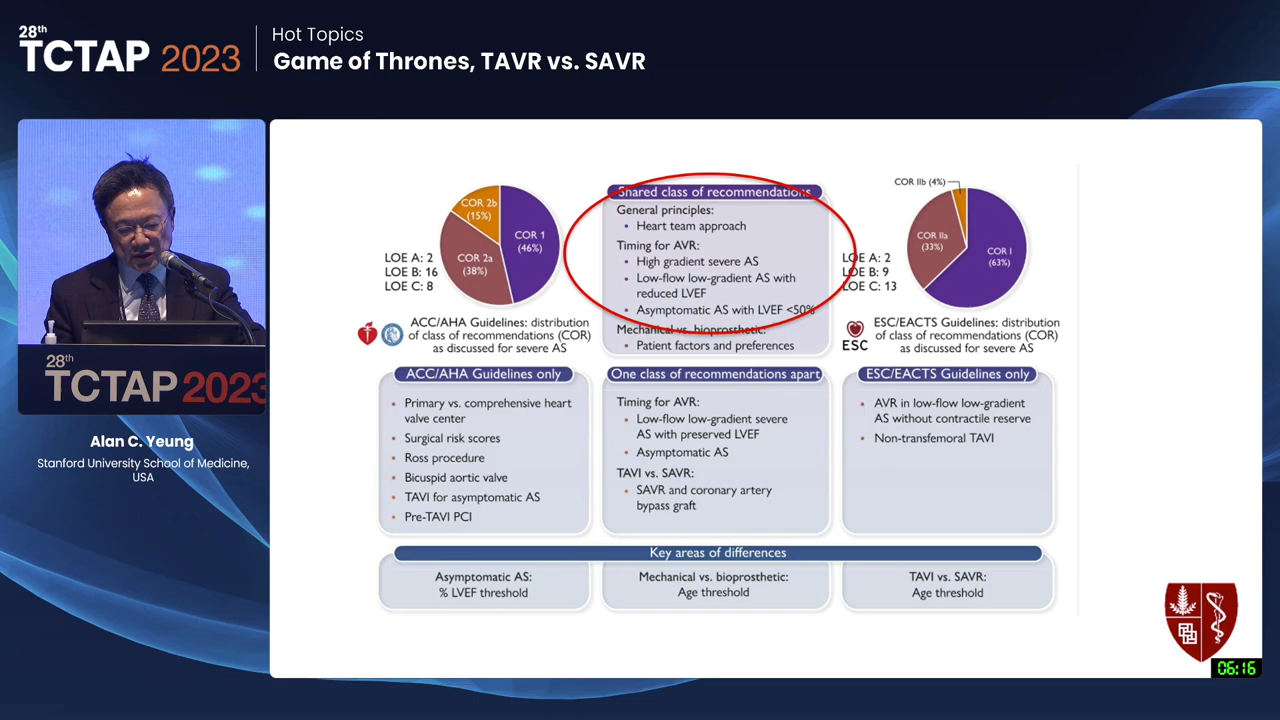 28th
TCTAP 2023
Hot Topics
Game of Thrones, TAVR vs. SAVR
28th
TCTAP 2023
Alan C. Yeung
Stanford University School of Medicine,
USA
COR 2b
(15%)
COR 1
(46%)
COR 2a
(38%)
LOE A: 2
LOE B: 16
LOE C: 8
ACC/AHA Guidelines: distribution
of class of recommendations (COR)
as discussed for severe AS
Shared class of recommendations
General principles:
• Heart team approach
Timing for AVR:
• High gradient severe AS
• Low-flow low-gradient AS with
reduced LVEF
• Asymptomatic AS with LVEF <50%
Mechanical vs. bioprosthetic:
• Patient factors and preferences
COR IIb (4%)
COR IIa
(33%)
COR I
(63%)
LOE A: 2
LOE B: 9
LOE C: 13
ESC
ESC/EACTS Guidelines: distribution
of class of recommendations (COR)
as discussed for severe AS
ACC/AHA Guidelines only
• Primary vs. comprehensive heart
valve center
• Surgical risk scores
• Ross procedure
• Bicuspid aortic valve
• TAVI for asymptomatic AS
• Pre-TAVI PCI
One class of recommendations apart
Timing for AVR:
• Low-flow low-gradient severe
AS with preserved LVEF
• Asymptomatic AS
TAVI vs. SAVR:
• SAVR and coronary artery
bypass graft
ESC/EACTS Guidelines only
• AVR in low-flow low-gradient
AS without contractile reserve
• Non-transfemoral TAVI
Key areas of differences
Asymptomatic AS:
% LVEF threshold
Mechanical vs. bioprosthetic:
Age threshold
TAVI vs. SAVR:
Age threshold
06:16